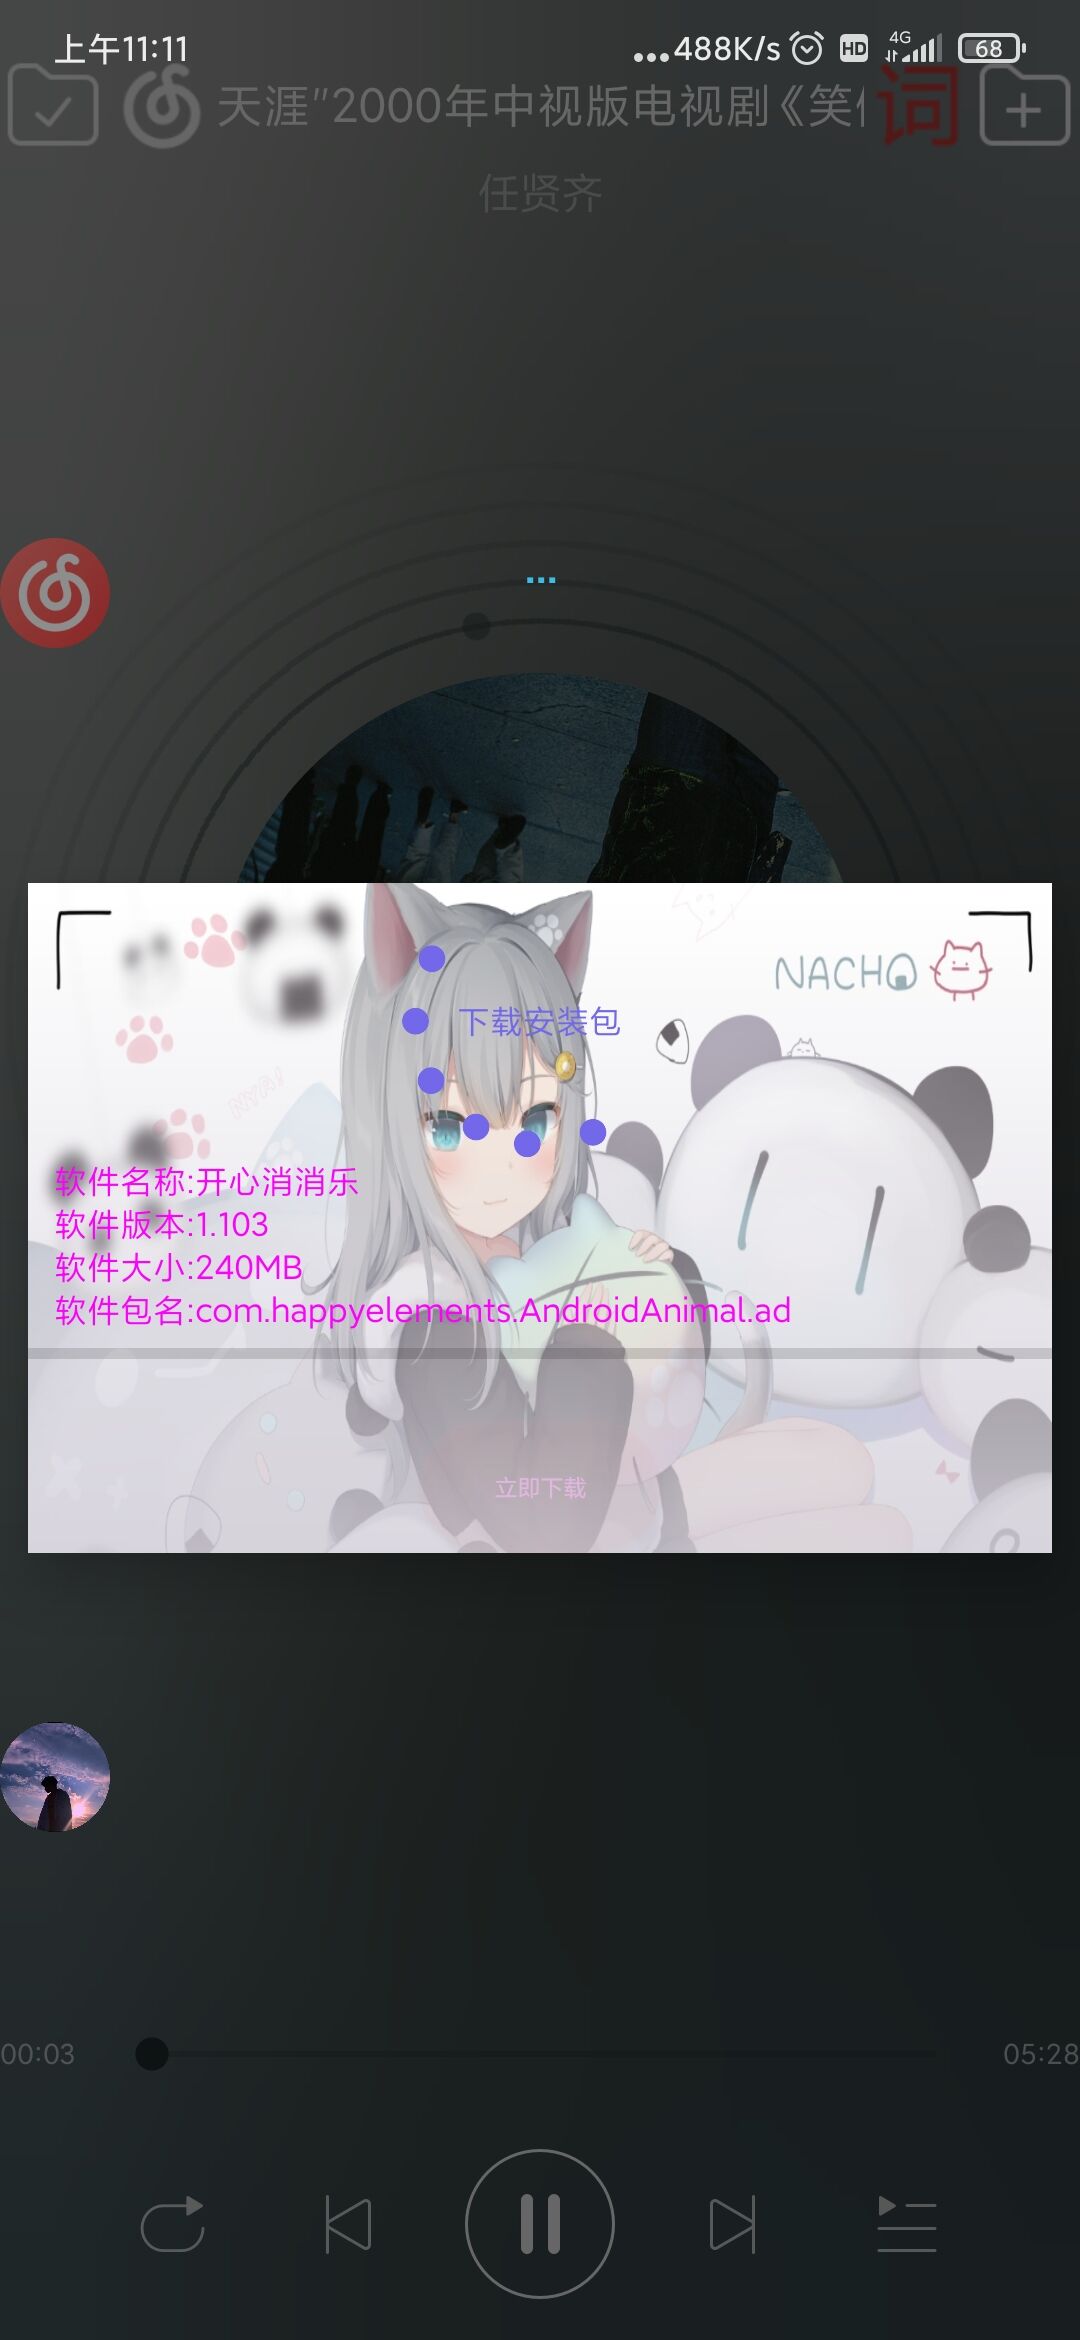 上午11:11
...488K/s HD 4G 68
天涯"2000年中视版电视剧《笑
词
任贤齐
...
NACHO
下载安装包
NYA!
软件名称:开心消消乐
软件版本:1.103
软件大小:240MB
软件包名:com.happyelements.AndroidAnimal.ad
立即下载
00:03
05:28